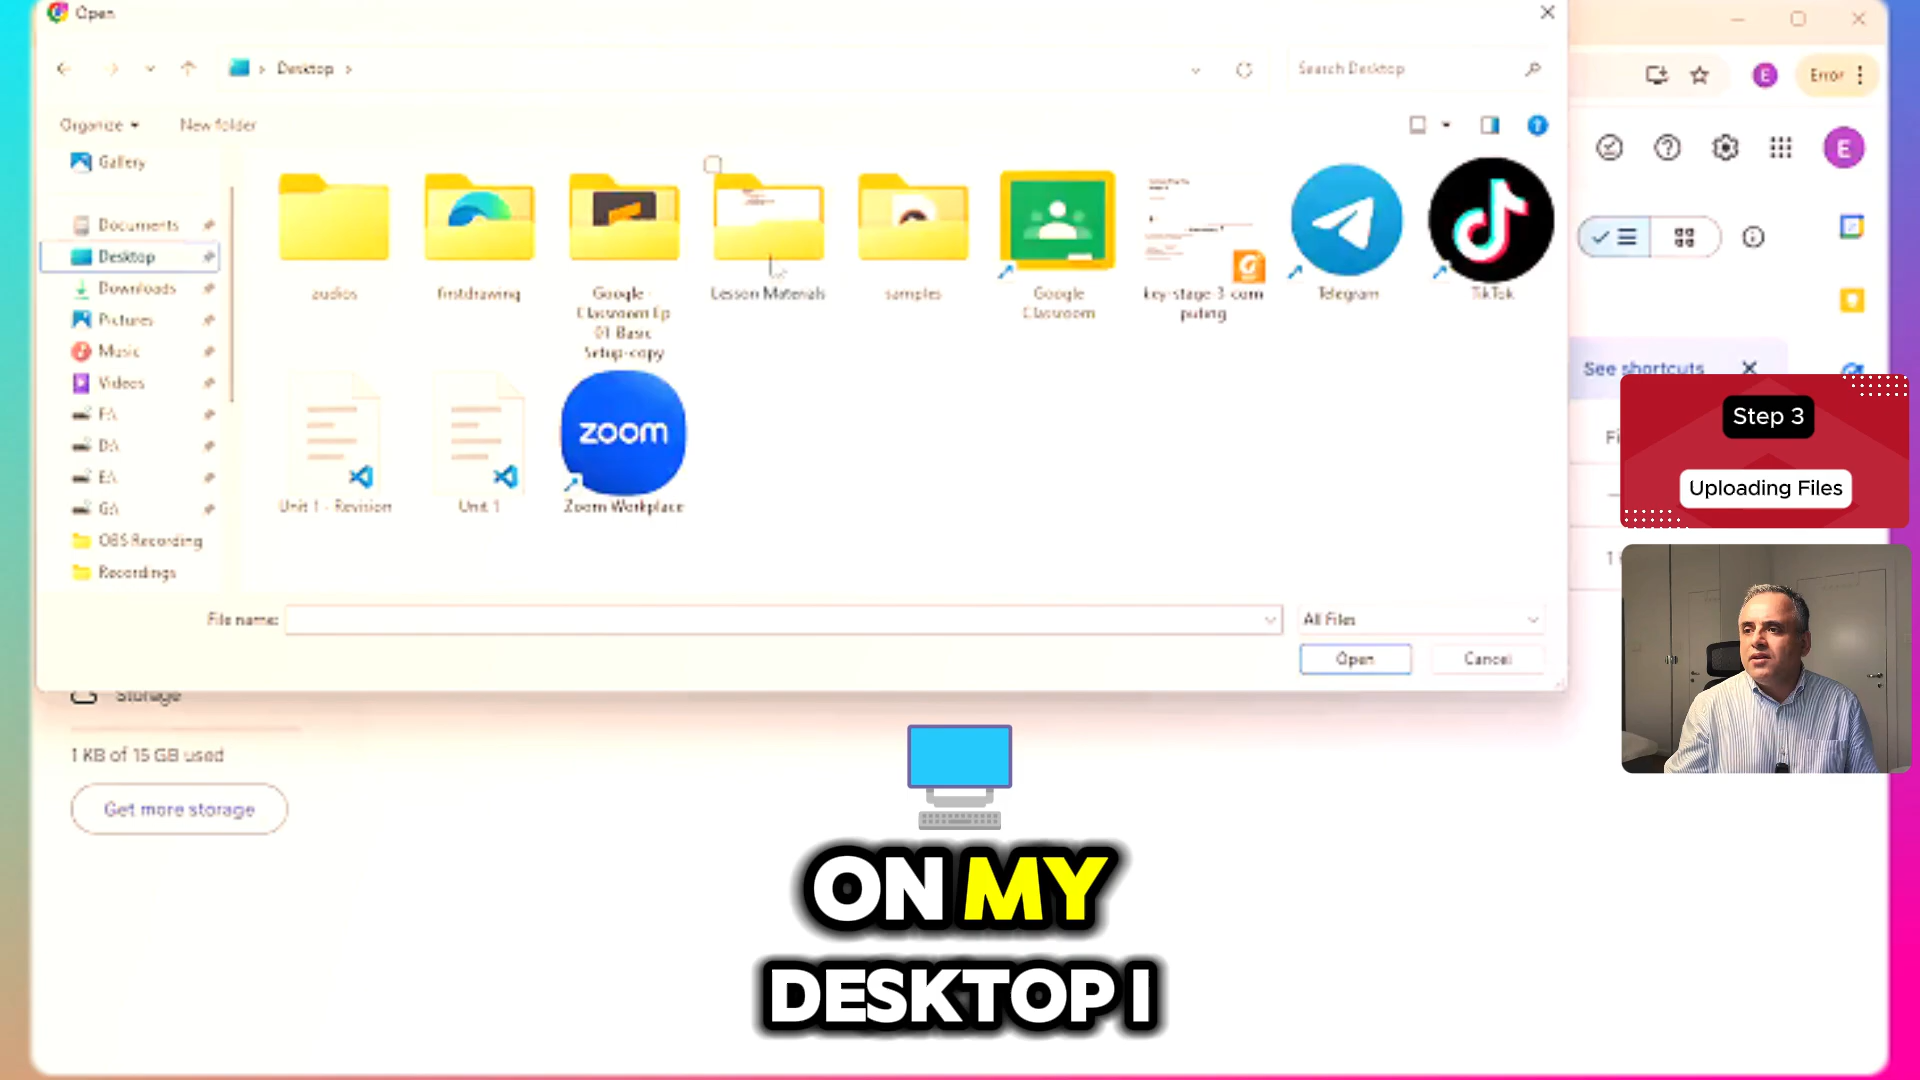 Open
Desktop
Search Desktop
Error
Organize
New folder
E
Gallery
Documents
Desktop
Downloads
Pictures
Music
Videos
F:\
D:\
E:\
G:\
OBS Recording
Recordings
audios
firstdrawing
Google -
Classroom Ep
01 Basic
Setup-copy
Lesson Materials
samples
Google
Classroom
key-stage-3-com
puting
Telegram
TikTok
Unit 1 - Revision
Unit 1
zoom
Zoom Workplace
See shortcuts
Step 3
Uploading Files
File name:
All Files
Open
Cancel
Storage
1 KB of 15 GB used
Get more storage
ON MY
DESKTOP I